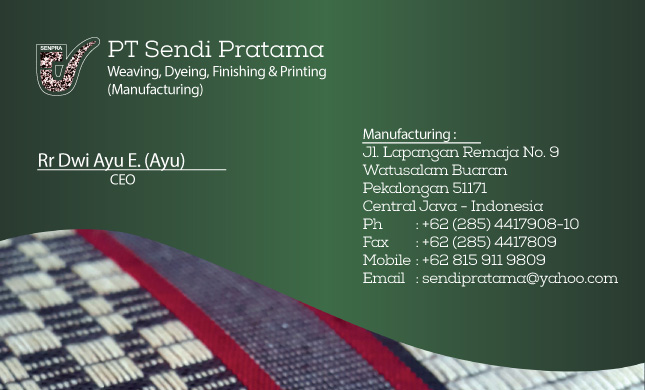 SENPRA
PT Sendi Pratama
Weaving, Dyeing, Finishing & Printing
(Manufacturing)
Rr Dwi Ayu E. (Ayu)
CEO
Manufacturing :
Jl. Lapangan Remaja No. 9
Watusalam Buaran
Pekalongan 51171
Central Java - Indonesia
Ph : +62 (285) 4417908-10
Fax : +62 (285) 4417809
Mobile : +62 815 911 9809
Email : sendipratama@yahoo.com